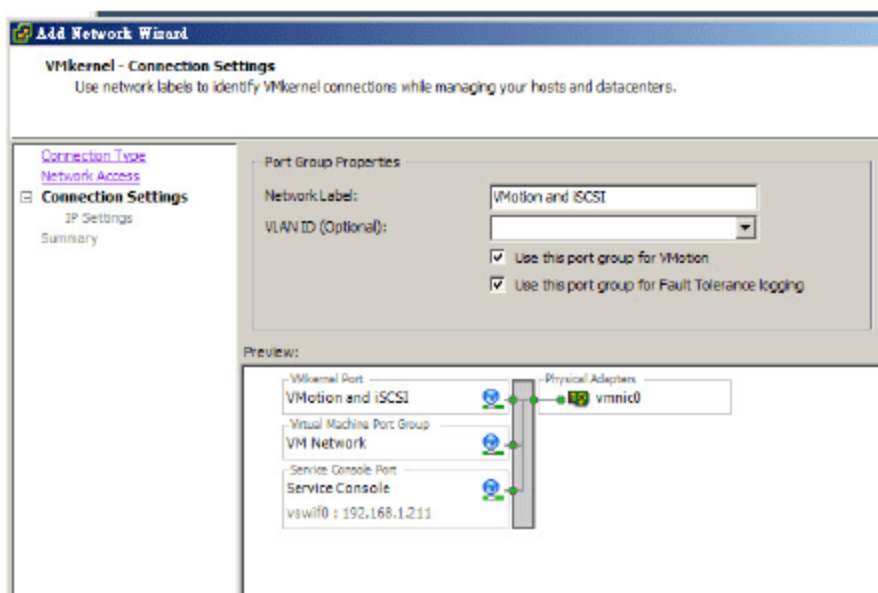 Add Network Wizard
VMkernel - Connection Settings
Use network labels to identify VMkernel connections while managing your hosts and datacenters.
Connection Type
Network Access
Connection Settings
IP Settings
Summary
Port Group Properties
Network Label:
VMotion and iSCSI
VLAN ID (Optional):
Use this port group for VMotion
Use this port group for Fault Tolerance logging
Preview:
VMkernel Port
VMotion and iSCSI
Physical Adapters
vmnic0
Virtual Machine Port Group
VM Network
Service Console Port
Service Console
vswif0 : 192.168.1.211